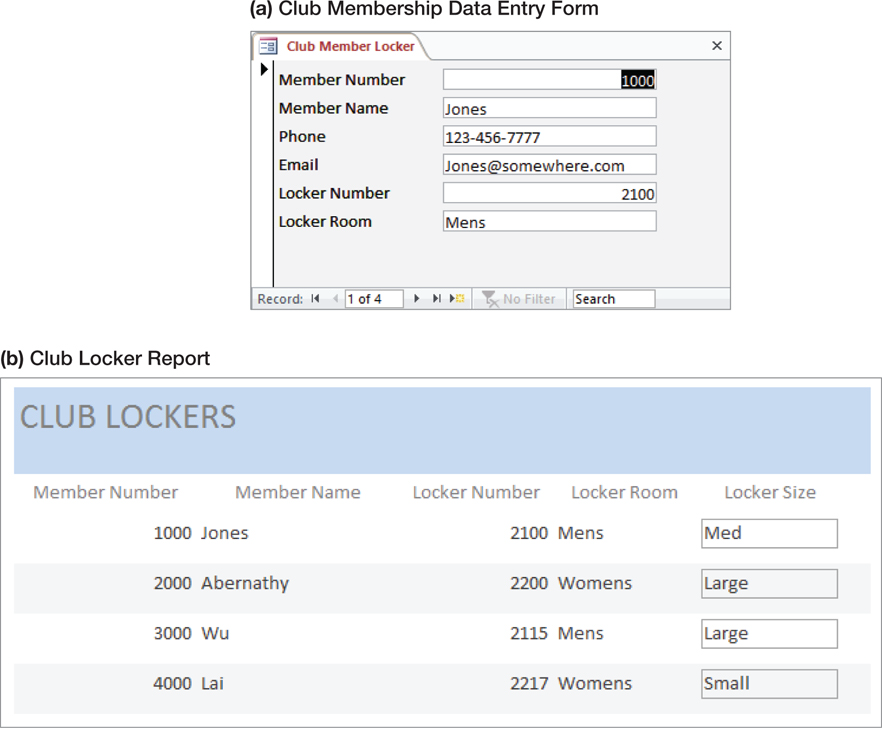 (a) Club Membership Data Entry Form
Club Member Locker
Member Number 1000
Member Name Jones
Phone 123-456-7777
Email Jones@somewhere.com
Locker Number 2100
Locker Room Mens
Record: 1 of 4 No Filter Search
(b) Club Locker Report
CLUB LOCKERS
Member Number Member Name Locker Number Locker Room Locker Size
1000 Jones 2100 Mens Med
2000 Abernathy 2200 Womens Large
3000 Wu 2115 Mens Large
4000 Lai 2217 Womens Small